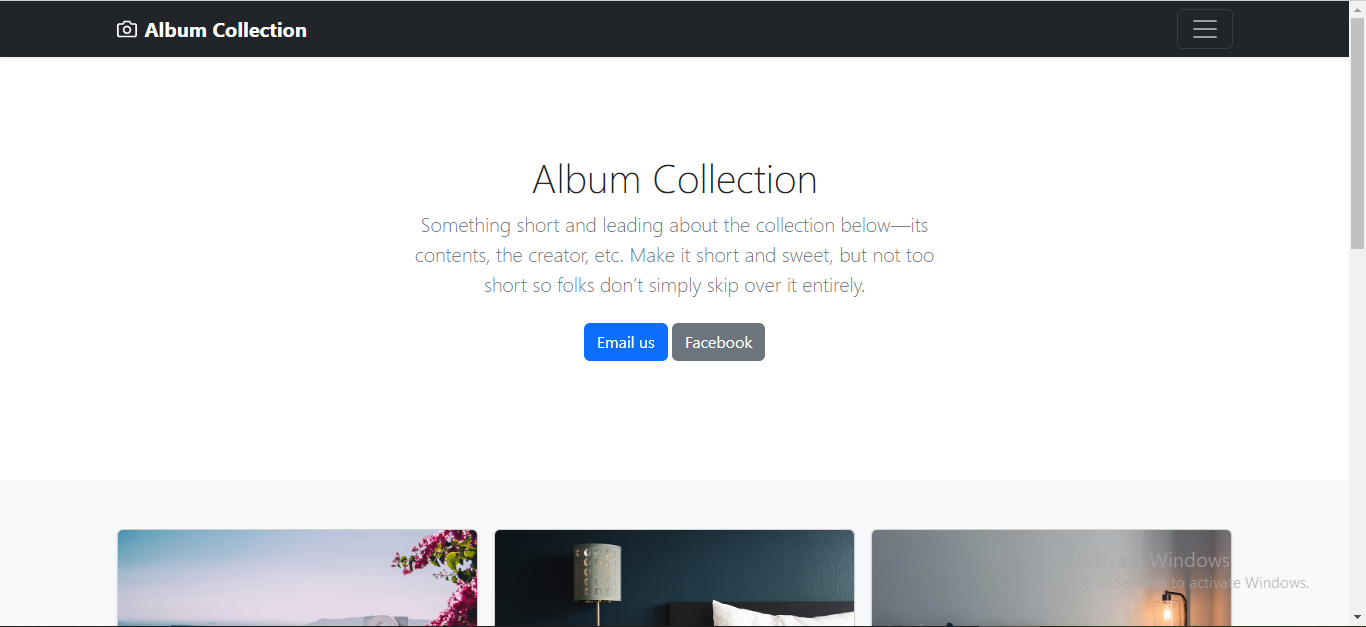 Album Collection
Album Collection
Something short and leading about the collection below—its
contents, the creator, etc. Make it short and sweet, but not too
short so folks don’t simply skip over it entirely.
Email us
Facebook
Activate Windows
to Settings to activate Windows.